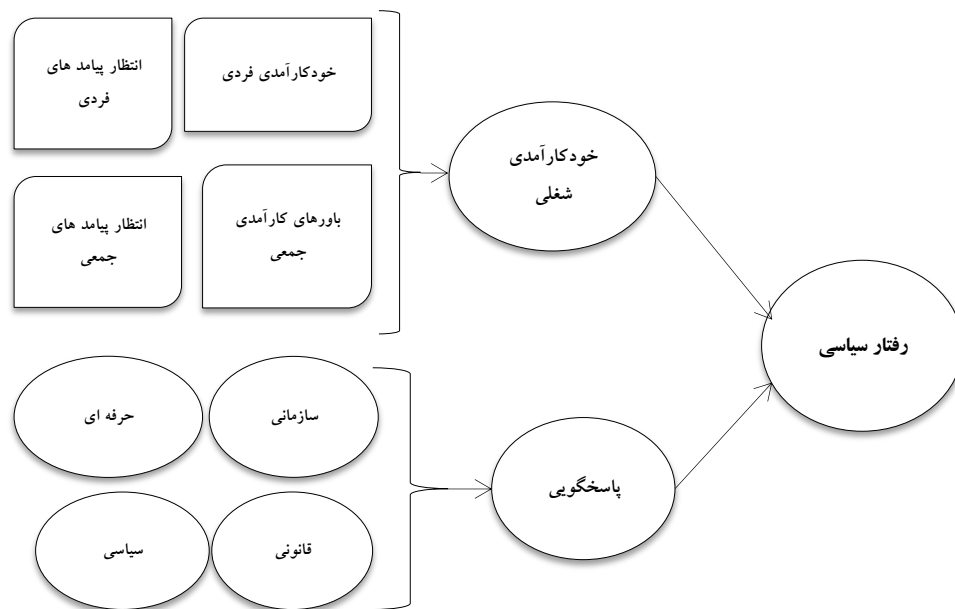 خودکارآمدی فردی
انتظار پیامد های
فردی
باورهای کارآمدی
جمعی
انتظار پیامد های
جمعی
خودکارآمدی
شغلی
رفتار سیاسی
سازمانی
حرفه ای
قانونی
سیاسی
پاسخگویی